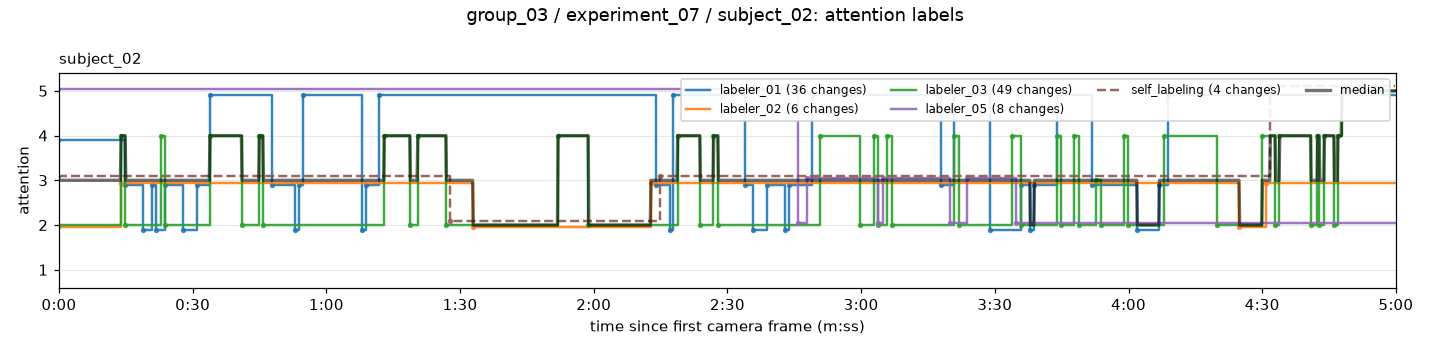 group_03 / experiment_07 / subject_02: attention labels
subject_02
labeler_01 (36 changes)
labeler_02 (6 changes)
labeler_03 (49 changes)
labeler_05 (8 changes)
self_labeling (4 changes)
median
attention
5
4
3
2
1
0:00 0:30 1:00 1:30 2:00 2:30 3:00 3:30 4:00 4:30 5:00
time since first camera frame (m:ss)